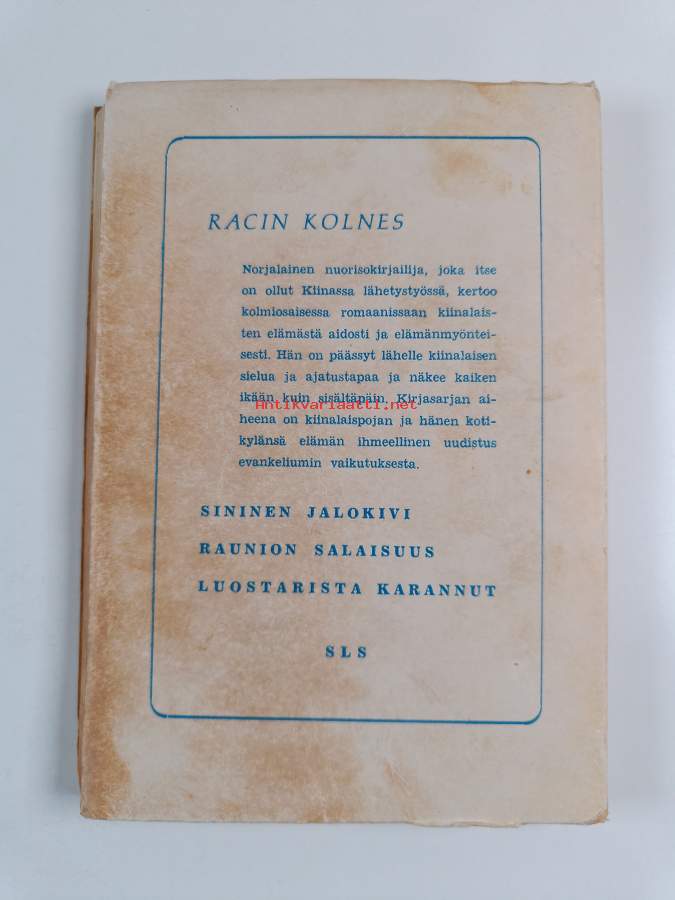 RACIN KOLNES
Norjalainen nuorisokirjailija, joka itse
on ollut Kiinassa lähetystyössä, kertoo
kolmiosaisessa romaanissaan kiinalais-
ten elämästä aidosti ja elämänmyöntei-
sesti. Hän on päässyt lähelle kiinalaisen
sielua ja ajatustapaa ja näkee kaiken
ikään kuin sisältäpäin. Kirjasarjan ai-
Antikvariaatti.net
heena on kiinalaispojan ja hänen koti-
kylänsä elämän ihmeellinen uudistus
evankeliumin vaikutuksesta.
SININEN JALOKIVI
RAUNION SALAISUUS
LUOSTARISTA KARANNUT
SLS